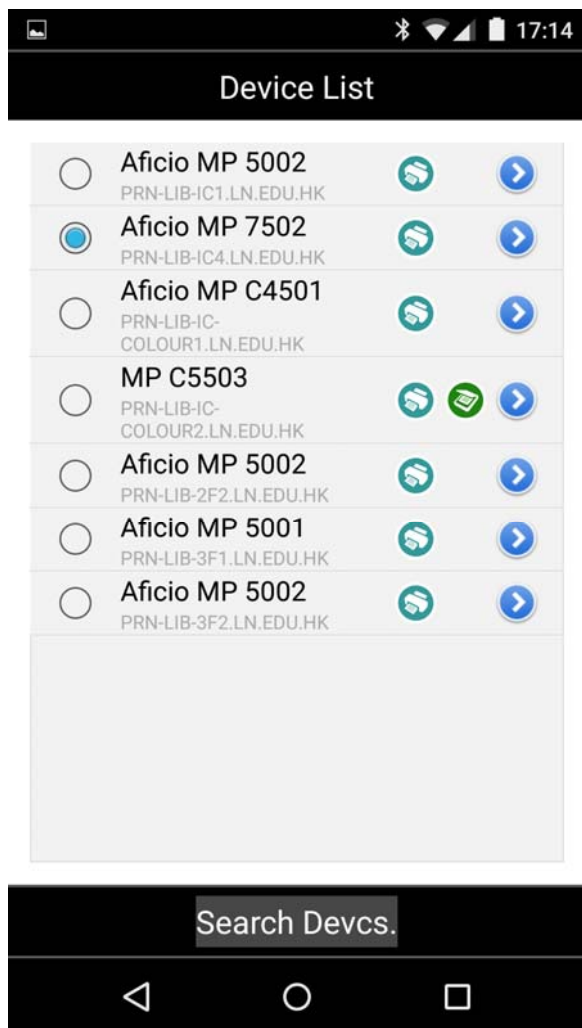 17:14
Device List
Aficio MP 5002
PRN-LIB-IC1.LN.EDU.HK
Aficio MP 7502
PRN-LIB-IC4.LN.EDU.HK
Aficio MP C4501
PRN-LIB-IC-
COLOUR1.LN.EDU.HK
MP C5503
PRN-LIB-IC-
COLOUR2.LN.EDU.HK
Aficio MP 5002
PRN-LIB-2F2.LN.EDU.HK
Aficio MP 5001
PRN-LIB-3F1.LN.EDU.HK
Aficio MP 5002
PRN-LIB-3F2.LN.EDU.HK
Search Devcs.